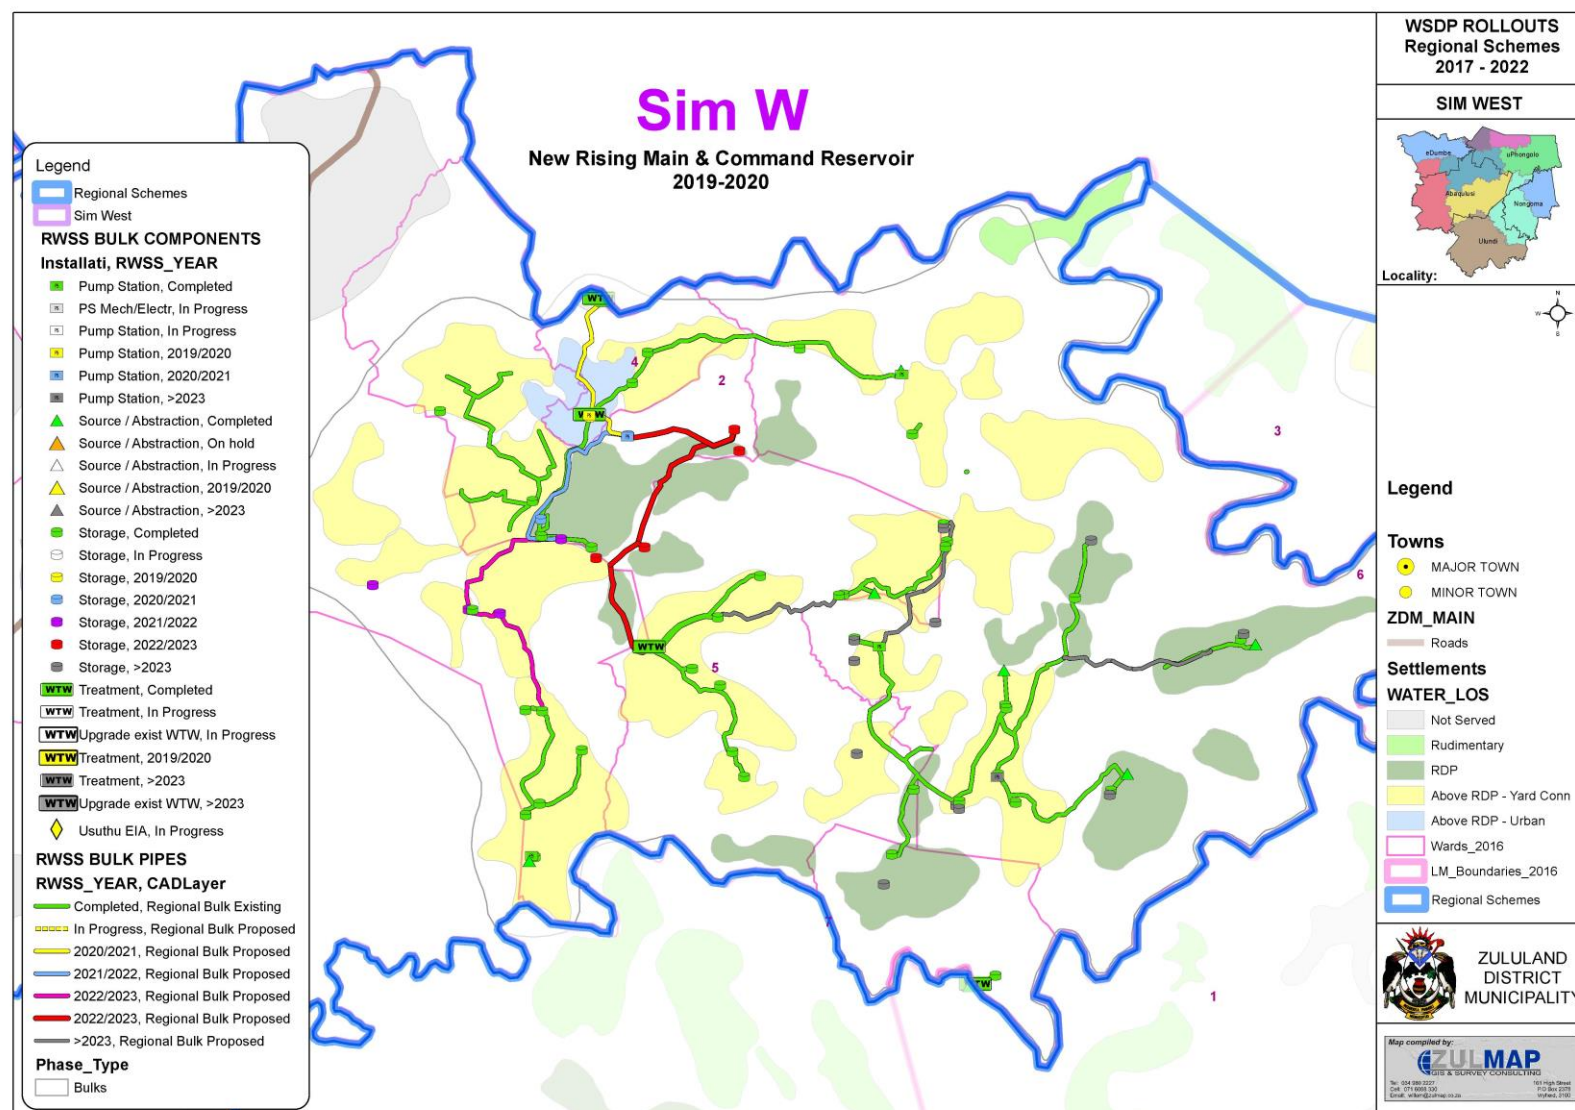 Sim W
New Rising Main & Command Reservoir
2019-2020
Legend
Regional Schemes
Sim West
RWSS BULK COMPONENTS
Installati, RWSS_YEAR
Pump Station, Completed
PS Mech/Electr, In Progress
Pump Station, In Progress
Pump Station, 2019/2020
Pump Station, 2020/2021
Pump Station, >2023
Source / Abstraction, Completed
Source / Abstraction, On hold
Source / Abstraction, In Progress
Source / Abstraction, 2019/2020
Source / Abstraction, >2023
Storage, Completed
Storage, In Progress
Storage, 2019/2020
Storage, 2020/2021
Storage, 2021/2022
Storage, 2022/2023
Storage, >2023
WTW Treatment, Completed
WTW Treatment, In Progress
WTW Upgrade exist WTW, In Progress
WTW Treatment, 2019/2020
WTW Treatment, >2023
WTW Upgrade exist WTW, >2023
Usuthu EIA, In Progress
RWSS BULK PIPES
RWSS_YEAR, CADLayer
Completed, Regional Bulk Existing
In Progress, Regional Bulk Proposed
2020/2021, Regional Bulk Proposed
2021/2022, Regional Bulk Proposed
2022/2023, Regional Bulk Proposed
2022/2023, Regional Bulk Proposed
>2023, Regional Bulk Proposed
Phase_Type
Bulks
4
2
3
6
WTW
5
7
1
WSDP ROLLOUTS
Regional Schemes
2017 - 2022
SIM WEST
eDumbe
uPhongolo
Abaqulusi
Nongoma
Ulundi
Locality:
N
W
S
Legend
Towns
MAJOR TOWN
MINOR TOWN
ZDM_MAIN
Roads
Settlements
WATER_LOS
Not Served
Rudimentary
RDP
Above RDP - Yard Conn
Above RDP - Urban
Wards_2016
LM_Boundaries_2016
Regional Schemes
ZULULAND
DISTRICT
MUNICIPALITY
Map compiled by:
ZULMAP
GIS & SURVEY CONSULTING